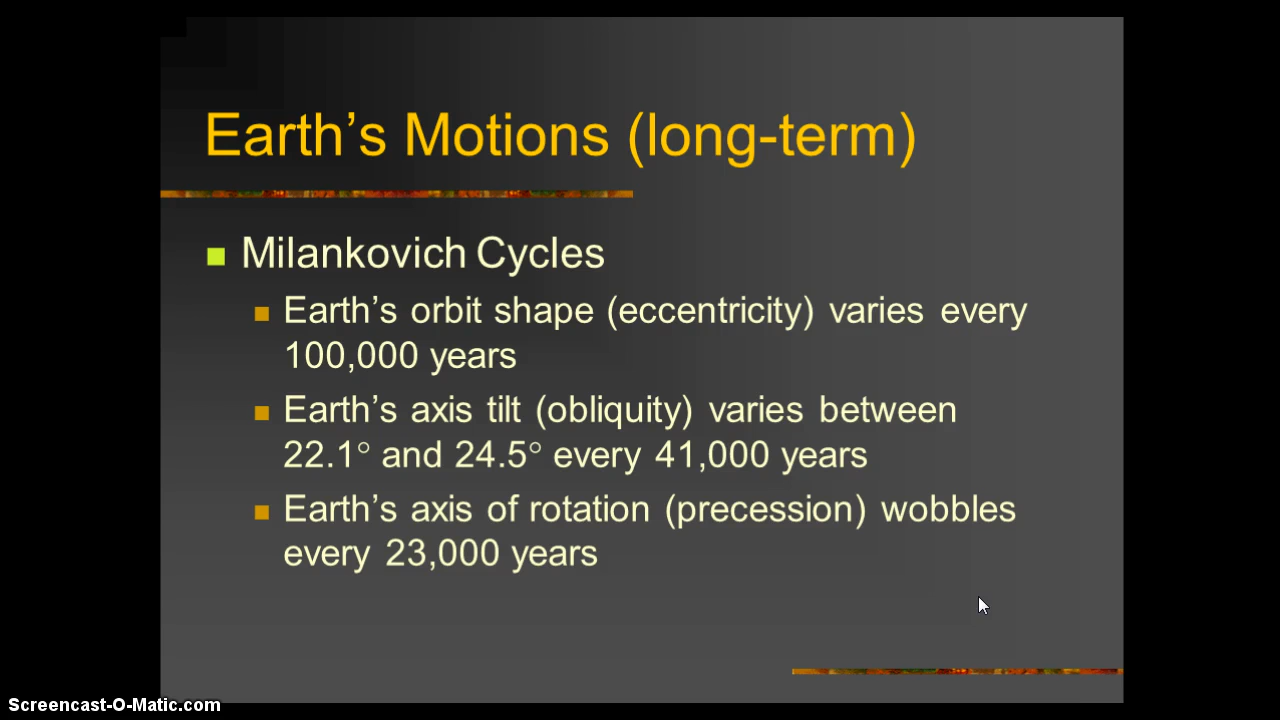 Earth’s Motions (long-term)
Milankovich Cycles
Earth’s orbit shape (eccentricity) varies every
100,000 years
Earth’s axis tilt (obliquity) varies between
22.1° and 24.5° every 41,000 years
Earth’s axis of rotation (precession) wobbles
every 23,000 years
Screencast-O-Matic.com